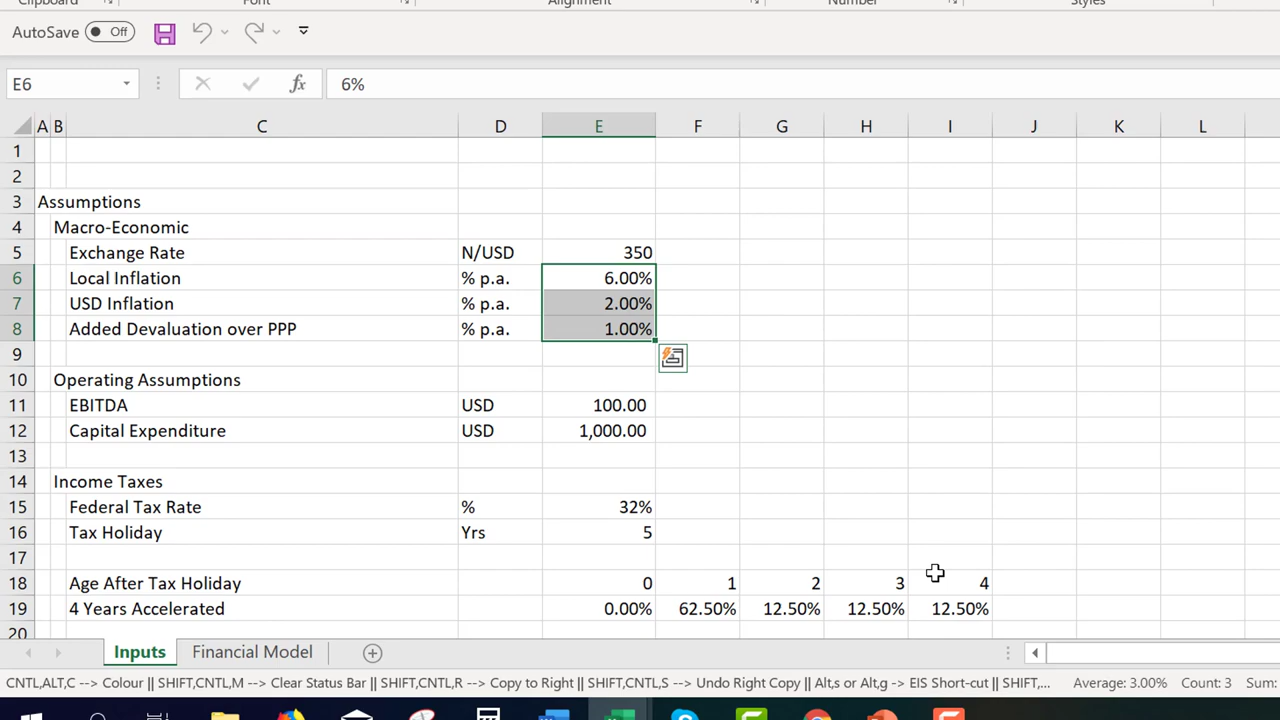 Clipboard Font Alignment Number Styles
AutoSave Off
E6 fx 6%
A B C D E F G H I J K L
1
2
3 Assumptions
4 Macro-Economic
5 Exchange Rate N/USD 350
6 Local Inflation % p.a. 6.00%
7 USD Inflation % p.a. 2.00%
8 Added Devaluation over PPP % p.a. 1.00%
9
10 Operating Assumptions
11 EBITDA USD 100.00
12 Capital Expenditure USD 1,000.00
13
14 Income Taxes
15 Federal Tax Rate % 32%
16 Tax Holiday Yrs 5
17
18 Age After Tax Holiday 0 1 2 3 4
19 4 Years Accelerated 0.00% 62.50% 12.50% 12.50% 12.50%
20
Inputs Financial Model
CNTL,ALT,C --> Colour || SHIFT,CNTL,M --> Clear Status Bar || SHIFT,CNTL,R --> Copy to Right || SHIFT,CNTL,S --> Undo Right Copy || Alt,s or Alt,g --> EIS Short-cut || SHIFT,... Average: 3.00% Count: 3 Sum: